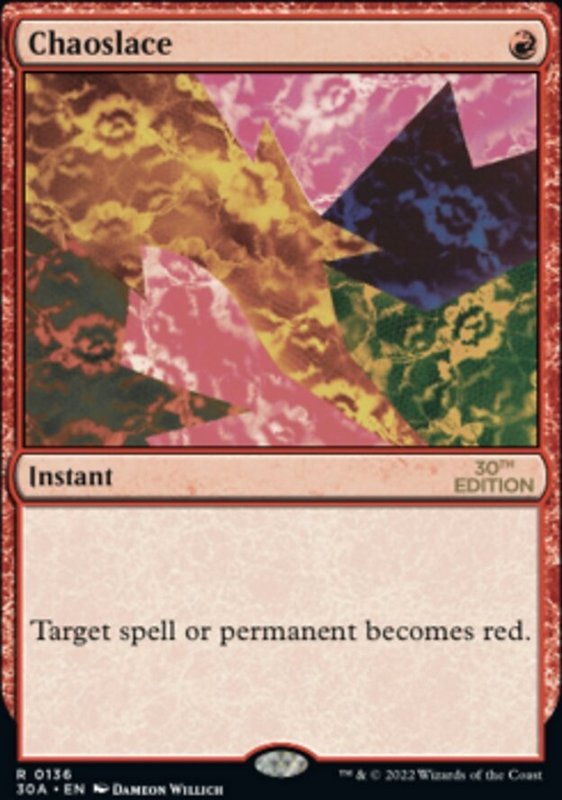 Chaoslace
Instant
30TH
EDITION
Target spell or permanent becomes red.
R 0136
30A • EN DAMEON WILLICH
™ & © 2022 Wizards of the Coast